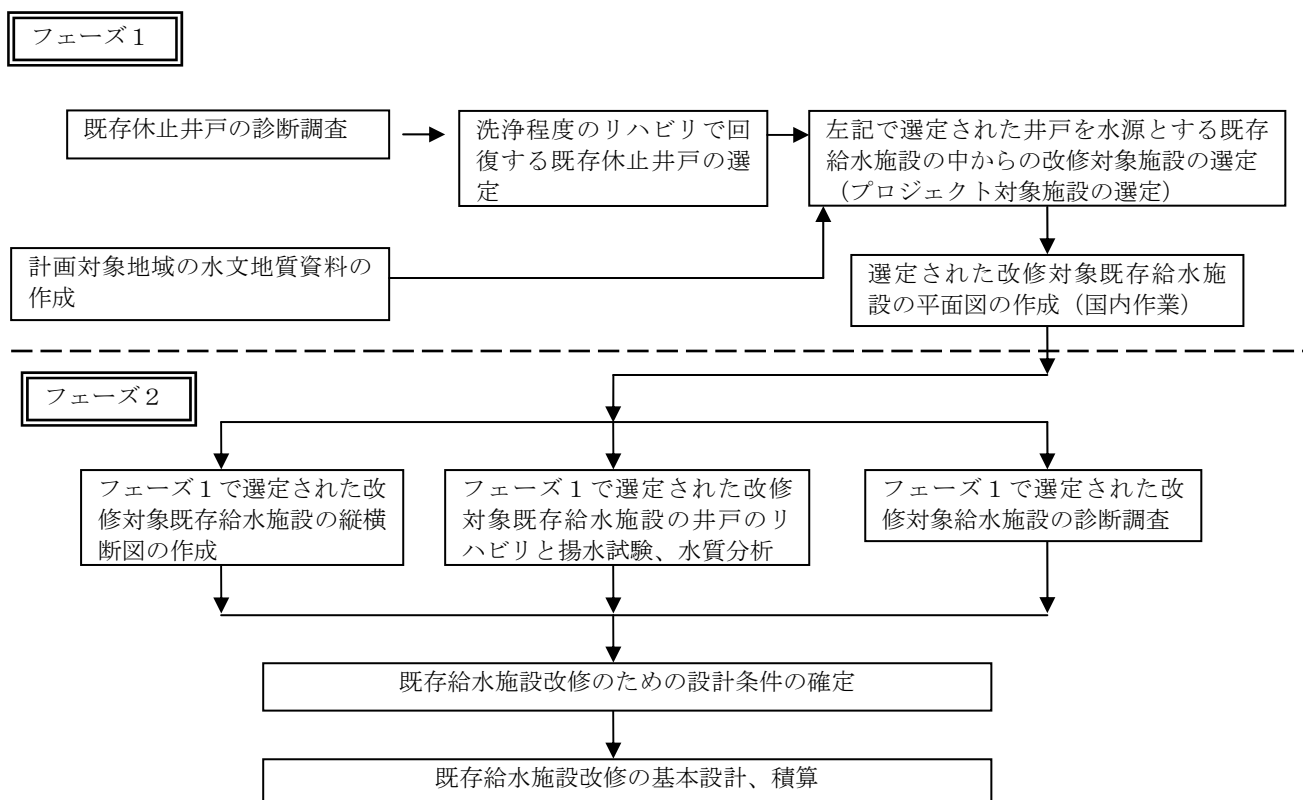 フェーズ１
既存休止井戸の診断調査
洗浄程度のリハビリで回
復する既存休止井戸の選
定
左記で選定された井戸を水源とする既存
給水施設の中からの改修対象施設の選定
（プロジェクト対象施設の選定）
計画対象地域の水文地質資料の
作成
選定された改修対象既存給水施
設の平面図の作成（国内作業）
フェーズ２
フェーズ１で選定された改
修対象既存給水施設の縦横
断図の作成
フェーズ１で選定された改修
対象既存給水施設の井戸のリ
ハビリと揚水試験、水質分析
フェーズ１で選定された改
修対象給水施設の診断調査
既存給水施設改修のための設計条件の確定
既存給水施設改修の基本設計、積算